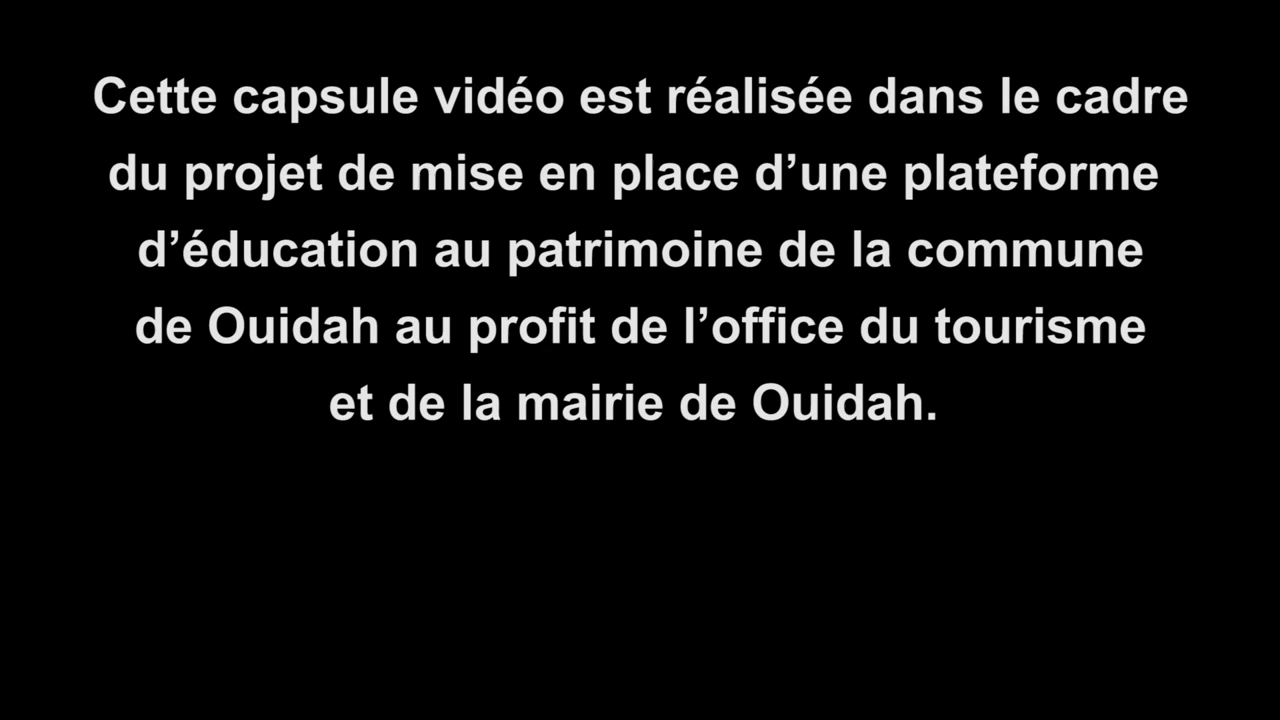 Cette capsule vidéo est réalisée dans le cadre
du projet de mise en place d’une plateforme
d’éducation au patrimoine de la commune
de Ouidah au profit de l’office du tourisme
et de la mairie de Ouidah.